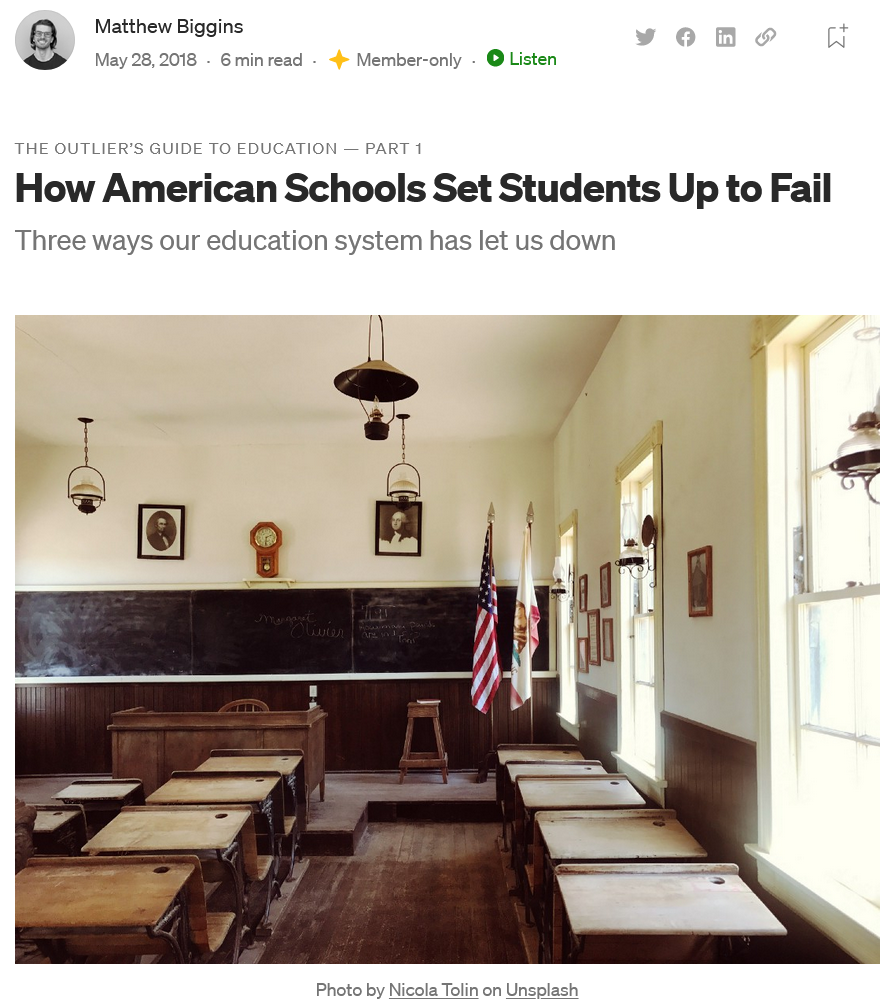 Matthew Biggins
May 28, 2018 · 6 min read · Member-only · Listen
THE OUTLIER’S GUIDE TO EDUCATION — PART 1
How American Schools Set Students Up to Fail
Three ways our education system has let us down
Photo by Nicola Tolin on Unsplash